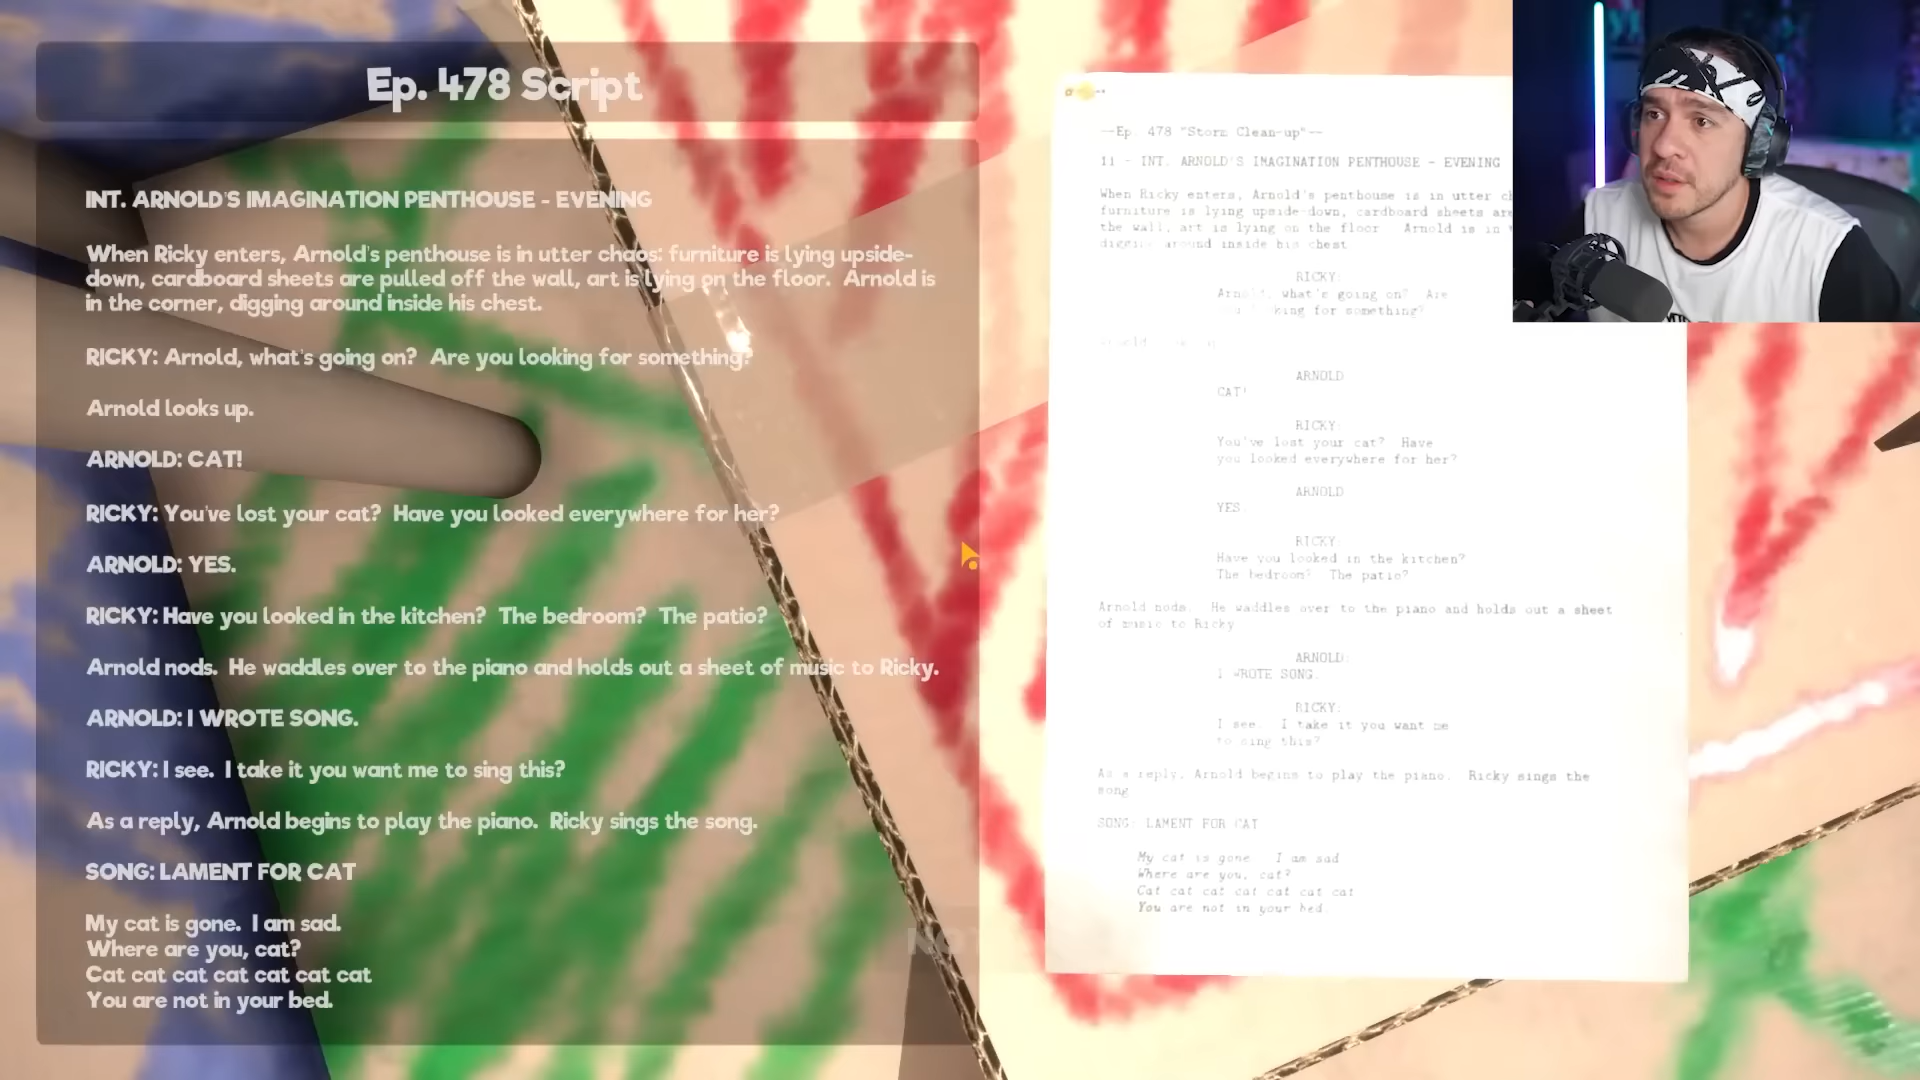 Ep. 478 Script
INT. ARNOLD'S IMAGINATION PENTHOUSE - EVENING
When Ricky enters, Arnold's penthouse is in utter chaos: furniture is lying upside-
down, cardboard sheets are pulled off the wall, art is lying on the floor.  Arnold is
in the corner, digging around inside his chest.
RICKY: Arnold, what's going on?  Are you looking for something?
Arnold looks up.
ARNOLD: CAT!
RICKY: You've lost your cat?  Have you looked everywhere for her?
ARNOLD: YES.
RICKY: Have you looked in the kitchen?  The bedroom?  The patio?
Arnold nods.  He waddles over to the piano and holds out a sheet of music to Ricky.
ARNOLD: I WROTE SONG.
RICKY: I see.  I take it you want me to sing this?
As a reply, Arnold begins to play the piano.  Ricky sings the song.
SONG: LAMENT FOR CAT
My cat is gone.  I am sad.
Where are you, cat?
Cat cat cat cat cat cat cat
You are not in your bed.
--Ep. 478 "Storm Clean-up"--
11 - INT. ARNOLD'S IMAGINATION PENTHOUSE - EVENING
When Ricky enters, Arnold's penthouse is in utter
furniture is lying upside-down, cardboard sheets are
the wall, art is lying on the floor  Arnold is in
digging around inside his chest
RICKY:
Arnold, what's going on?  Are
looking for something?
ARNOLD
CAT!
RICKY:
You've lost your cat?  Have
you looked everywhere for her?
ARNOLD
YES.
RICKY:
Have you looked in the kitchen?
The bedroom?  The patio?
Arnold nods.  He waddles over to the piano and holds out a sheet
of music to Ricky
ARNOLD:
I WROTE SONG.
RICKY:
I see.  I take it you want me
to sing this?
As a reply, Arnold begins to play the piano.  Ricky sings the
song.
SONG: LAMENT FOR CAT
My cat is gone.  I am sad
Where are you, cat?
Cat cat cat cat cat cat cat
You are not in your bed.